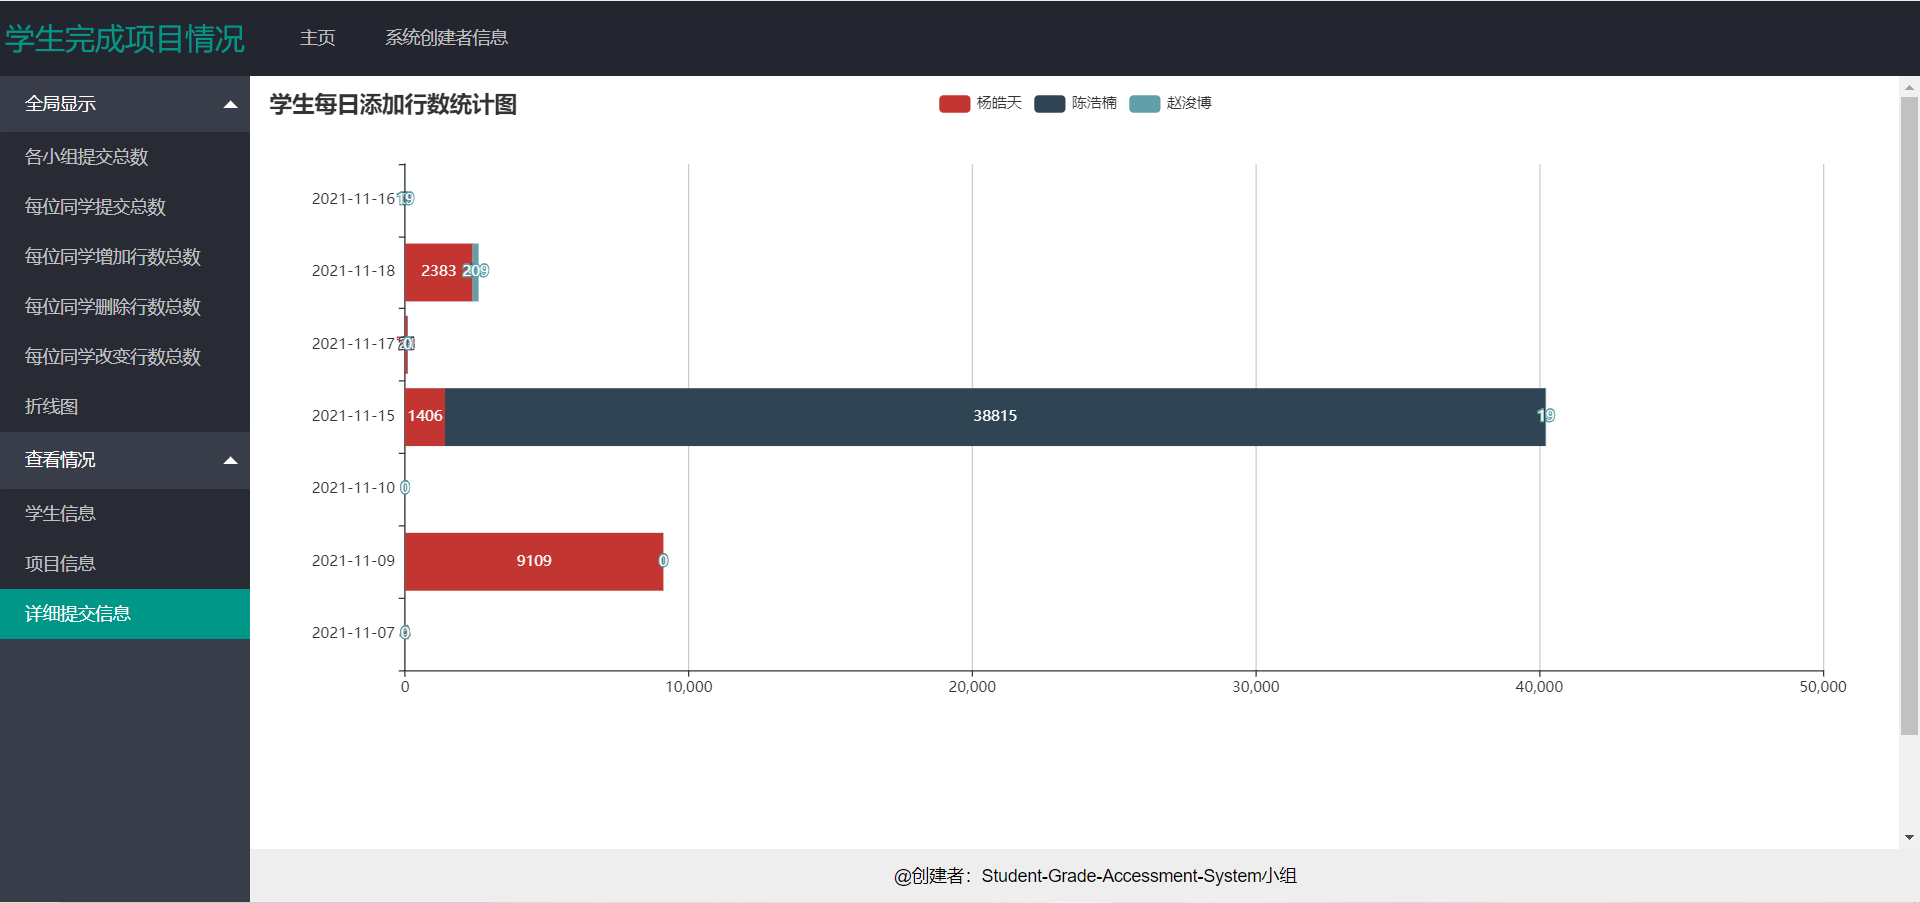 学生完成项目情况
主页
系统创建者信息
全局显示
各小组提交总数
每位同学提交总数
每位同学增加行数总数
每位同学删除行数总数
每位同学改变行数总数
折线图
查看情况
学生信息
项目信息
详细提交信息
学生每日添加行数统计图
杨皓天 陈浩楠 赵浚博
2021-11-16 19
2021-11-18 2383 209
2021-11-17
2021-11-15 1406 38815 19
2021-11-10 0
2021-11-09 9109 0
2021-11-07
0 10,000 20,000 30,000 40,000 50,000
@创建者：Student-Grade-Accessment-System小组